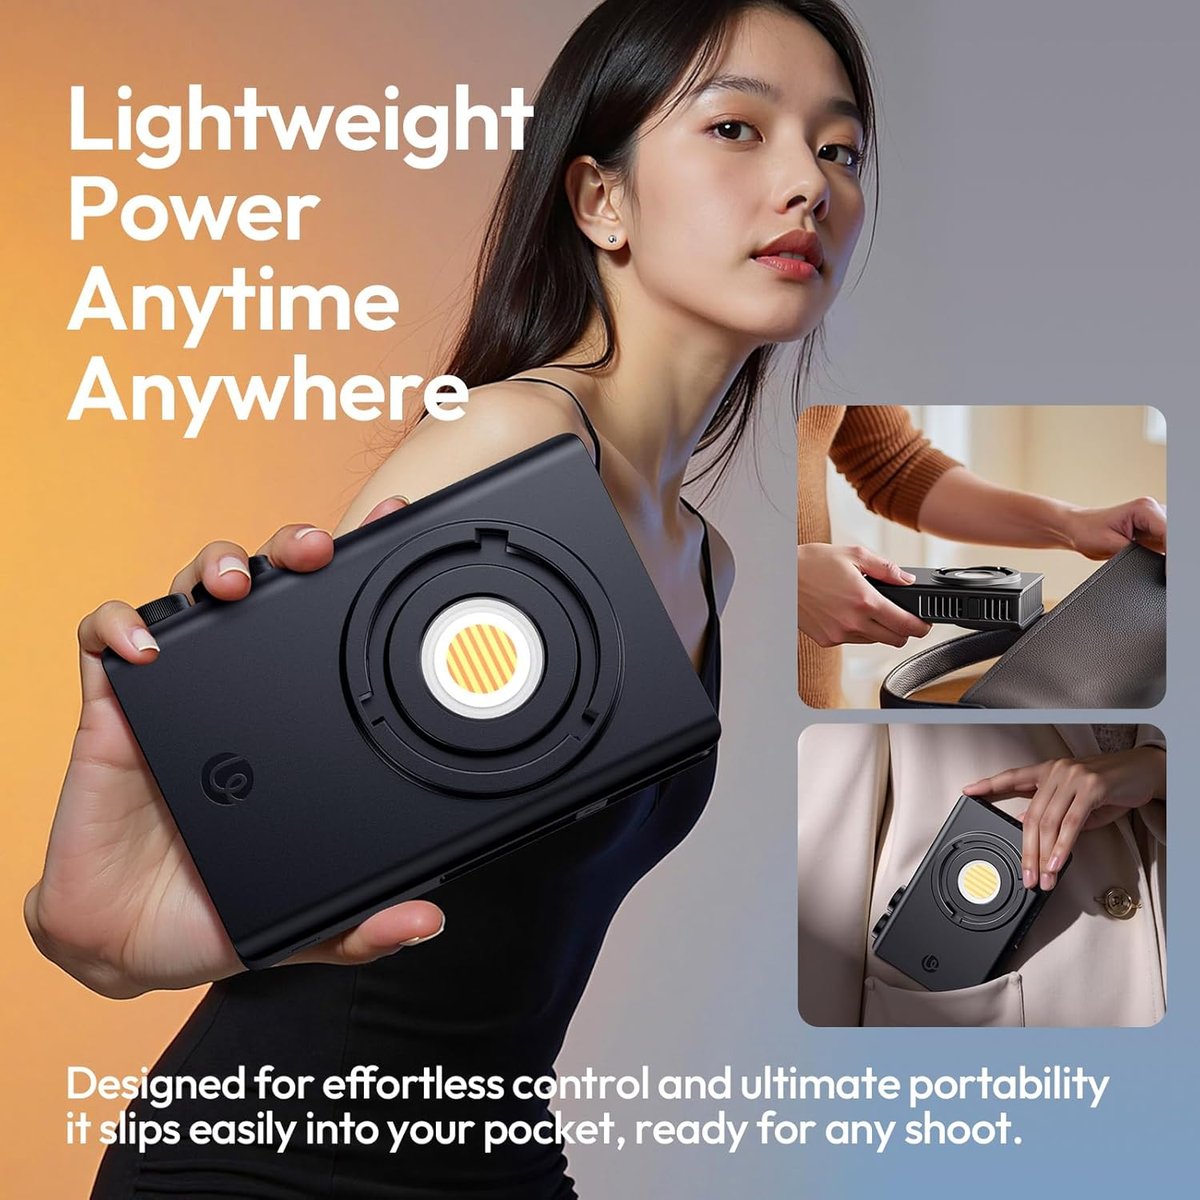 Lightweight
Power
Anytime
Anywhere
Designed for effortless control and ultimate portability
it slips easily into your pocket, ready for any shoot.